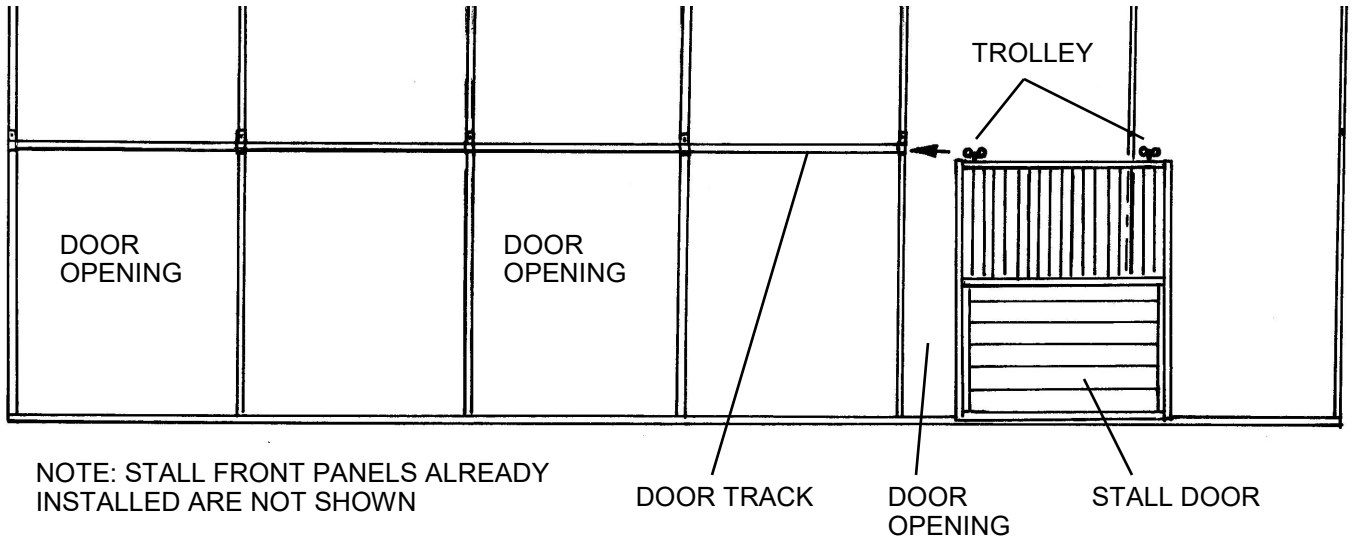 TROLLEY
DOOR
OPENING
DOOR
OPENING
NOTE: STALL FRONT PANELS ALREADY
INSTALLED ARE NOT SHOWN
DOOR TRACK
DOOR
OPENING
STALL DOOR